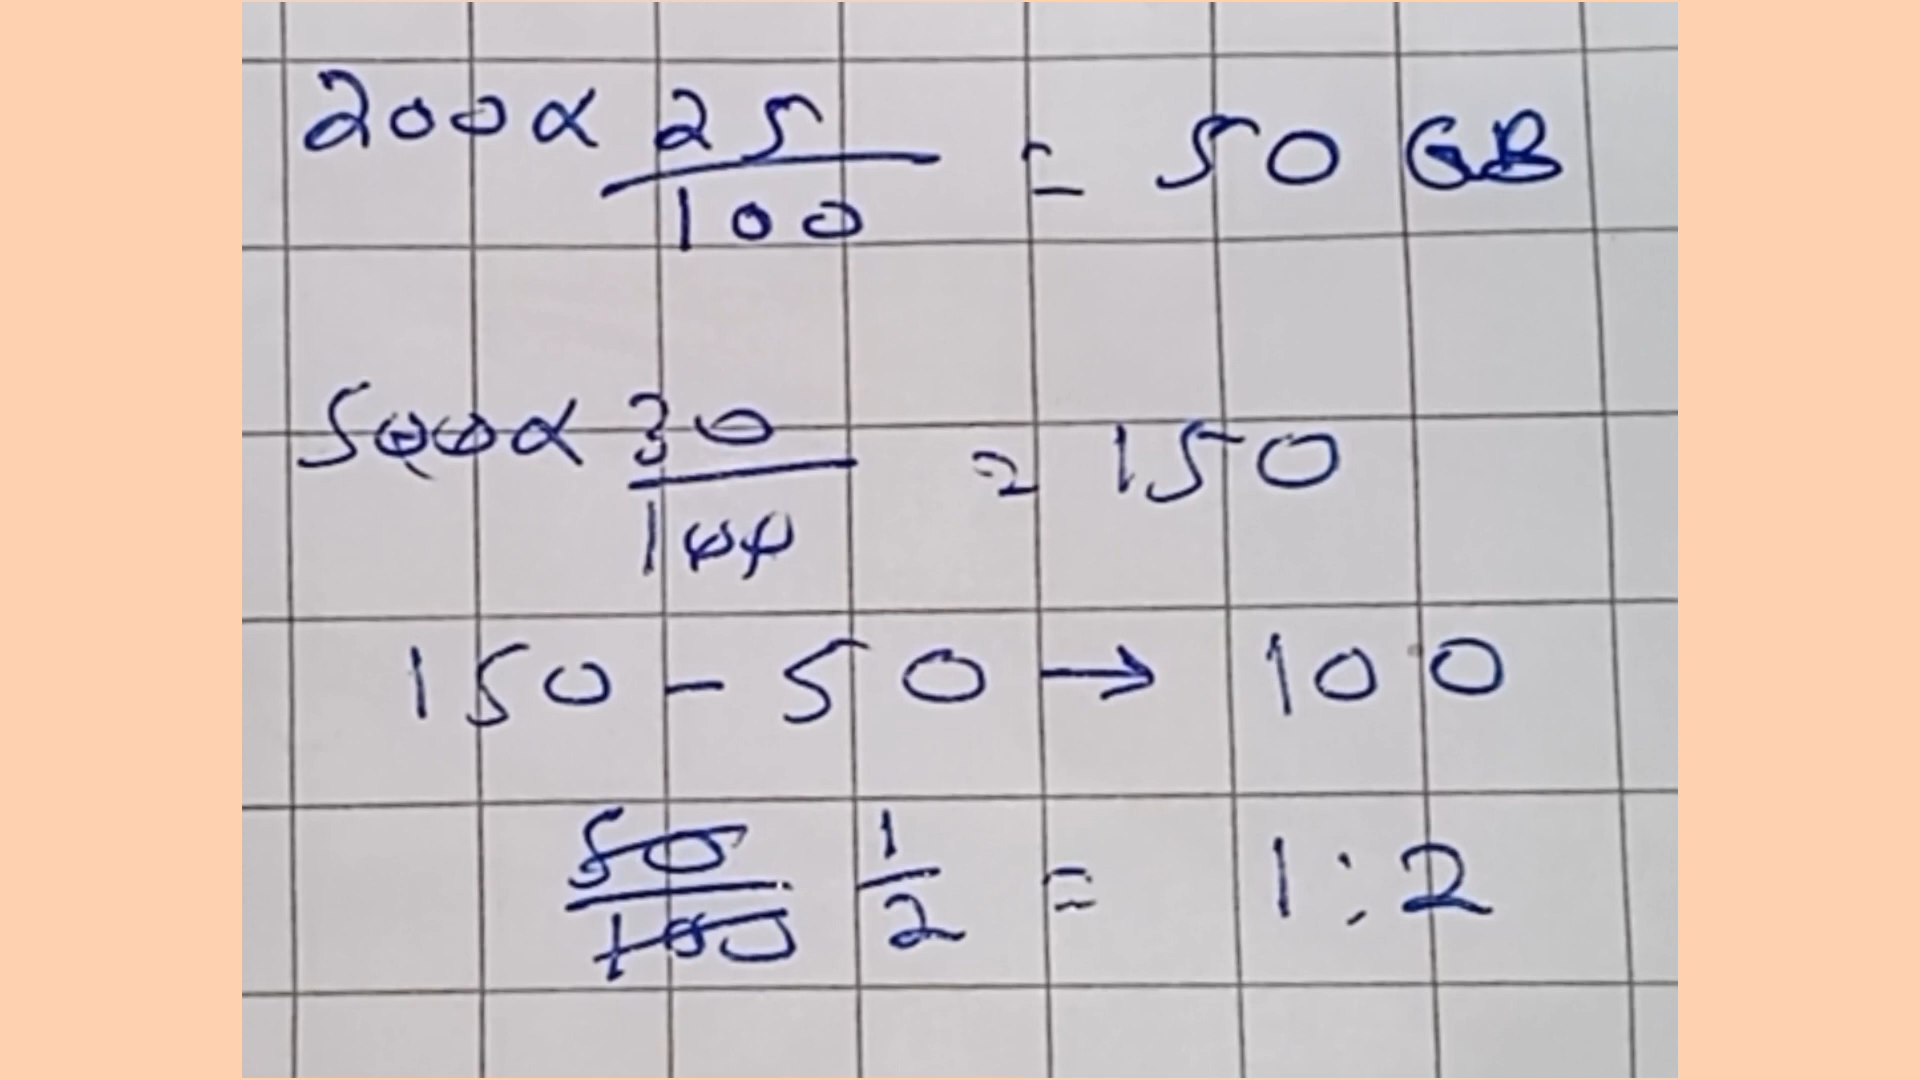 200 × 25/100 = 50 GB
500 × 30/100 = 150
150 - 50 → 100
50/100 1/2 = 1:2